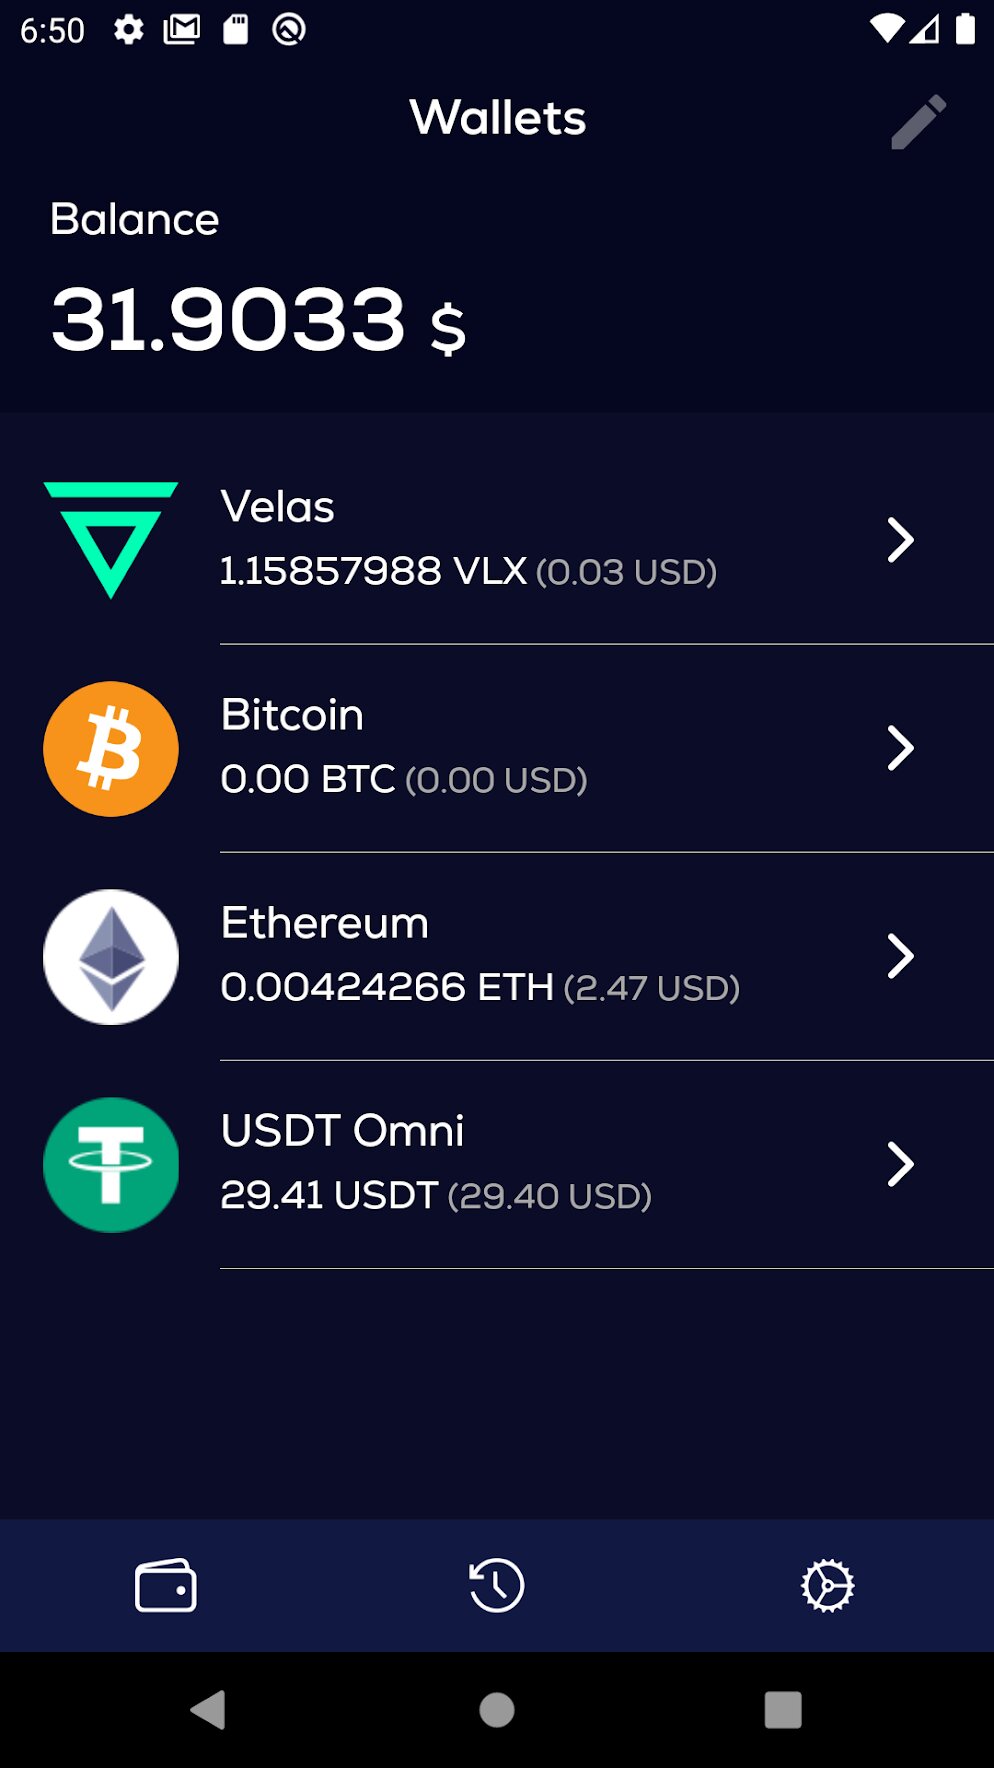 6:50
Wallets
Balance
31.9033 $
Velas
1.15857988 VLX (0.03 USD)
Bitcoin
0.00 BTC (0.00 USD)
Ethereum
0.00424266 ETH (2.47 USD)
USDT Omni
29.41 USDT (29.40 USD)